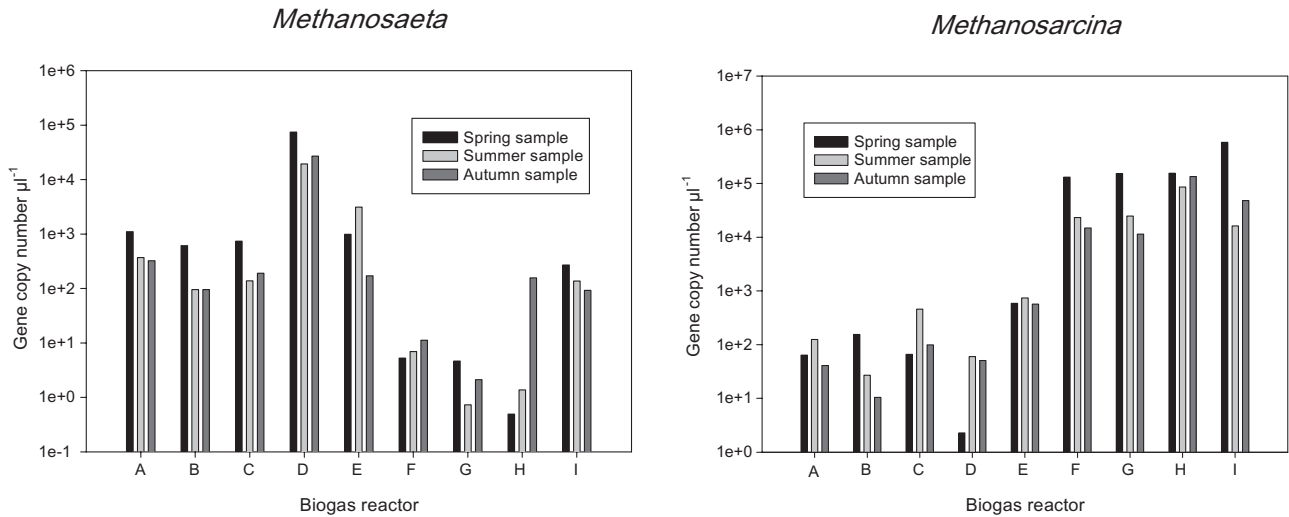 Methanosaeta
1e+6
1e+5
1e+4
1e+3
1e+2
1e+1
1e+0
1e-1
Gene copy number µl⁻¹
Spring sample
Summer sample
Autumn sample
A B C D E F G H I
Biogas reactor
Methanosarcina
1e+7
1e+6
1e+5
1e+4
1e+3
1e+2
1e+1
1e+0
Gene copy number µl⁻¹
Spring sample
Summer sample
Autumn sample
A B C D E F G H I
Biogas reactor